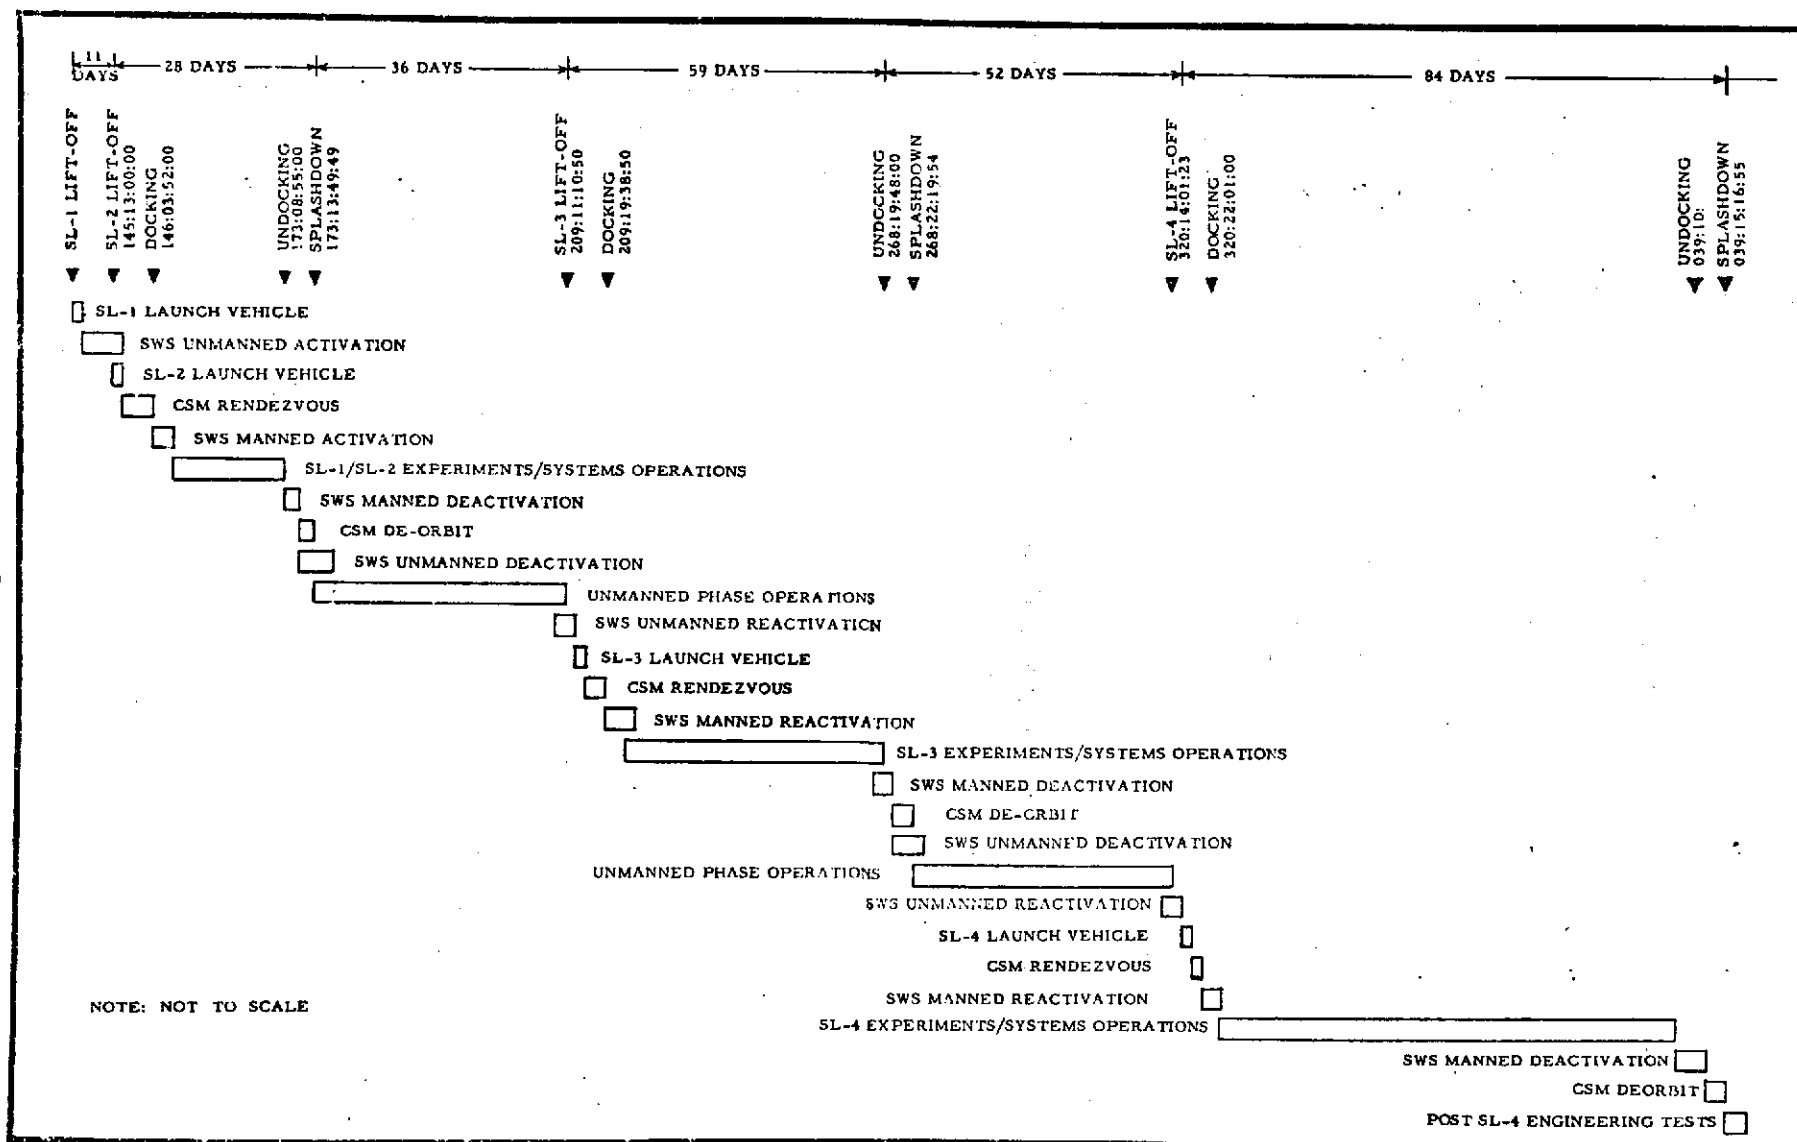 11 DAYS
28 DAYS
36 DAYS
59 DAYS
52 DAYS
84 DAYS
SL-1 LIFT-OFF
SL-2 LIFT-OFF
145:13:00:00
DOCKING
146:03:52:00
UNDOCKING
173:08:55:00
SPLASHDOWN
173:13:49:49
SL-3 LIFT-OFF
209:11:10:50
DOCKING
209:19:38:50
UNDOCKING
268:19:48:00
SPLASHDOWN
268:22:19:54
SL-4 LIFT-OFF
320:14:01:23
DOCKING
320:22:01:00
UNDOCKING
039:10:
SPLASHDOWN
039:15:16:55
SL-1 LAUNCH VEHICLE
SWS UNMANNED ACTIVATION
SL-2 LAUNCH VEHICLE
CSM RENDEZVOUS
SWS MANNED ACTIVATION
SL-1/SL-2 EXPERIMENTS/SYSTEMS OPERATIONS
SWS MANNED DEACTIVATION
CSM DE-ORBIT
SWS UNMANNED DEACTIVATION
UNMANNED PHASE OPERATIONS
SWS UNMANNED REACTIVATION
SL-3 LAUNCH VEHICLE
CSM RENDEZVOUS
SWS MANNED REACTIVATION
SL-3 EXPERIMENTS/SYSTEMS OPERATIONS
SWS MANNED DEACTIVATION
CSM DE-ORBIT
SWS UNMANNED DEACTIVATION
UNMANNED PHASE OPERATIONS
SWS UNMANNED REACTIVATION
SL-4 LAUNCH VEHICLE
CSM RENDEZVOUS
SWS MANNED REACTIVATION
NOTE: NOT TO SCALE
SL-4 EXPERIMENTS/SYSTEMS OPERATIONS
SWS MANNED DEACTIVATION
CSM DEORBIT
POST SL-4 ENGINEERING TESTS